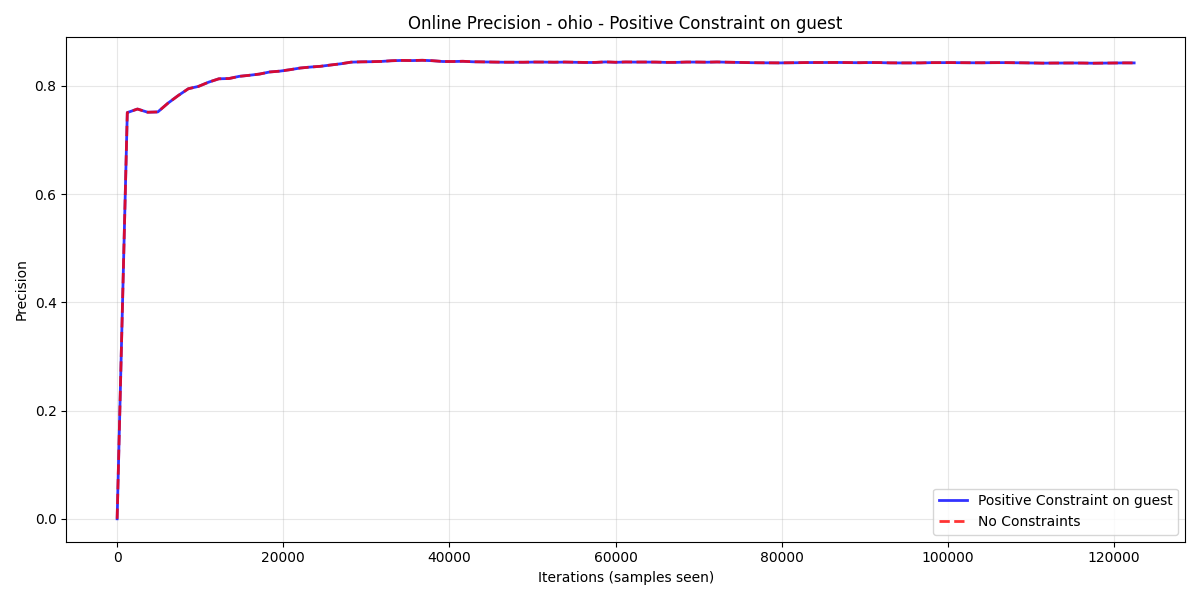 Online Precision - ohio - Positive Constraint on guest
Precision
0.8
0.6
0.4
0.2
0.0
0 20000 40000 60000 80000 100000 120000
Iterations (samples seen)
Positive Constraint on guest
No Constraints